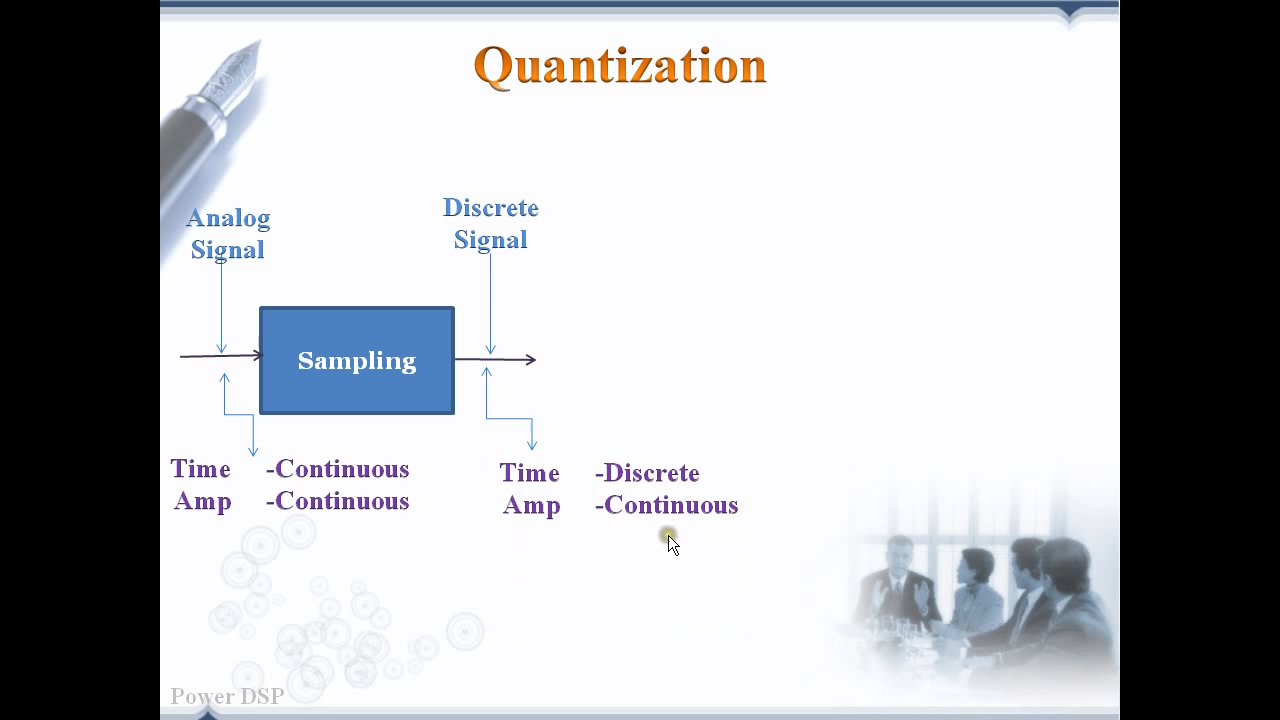 Quantization
Analog
Signal
Discrete
Signal
Sampling
Time -Continuous
Amp -Continuous
Time -Discrete
Amp -Continuous
Power DSP